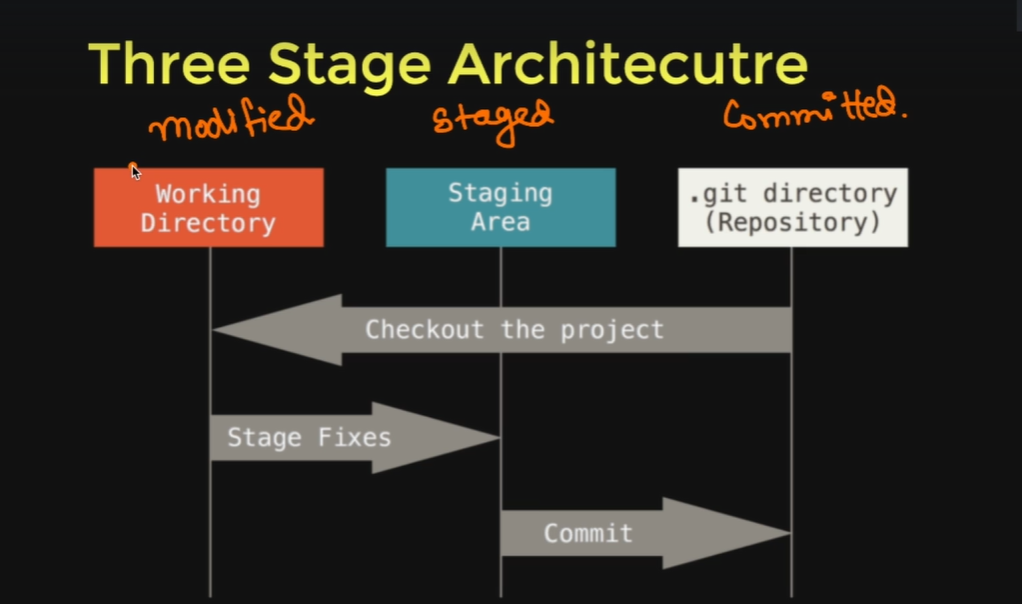 Three Stage Architecutre
modified staged Committed.
Working
Directory
Staging
Area
.git directory
(Repository)
Checkout the project
Stage Fixes
Commit